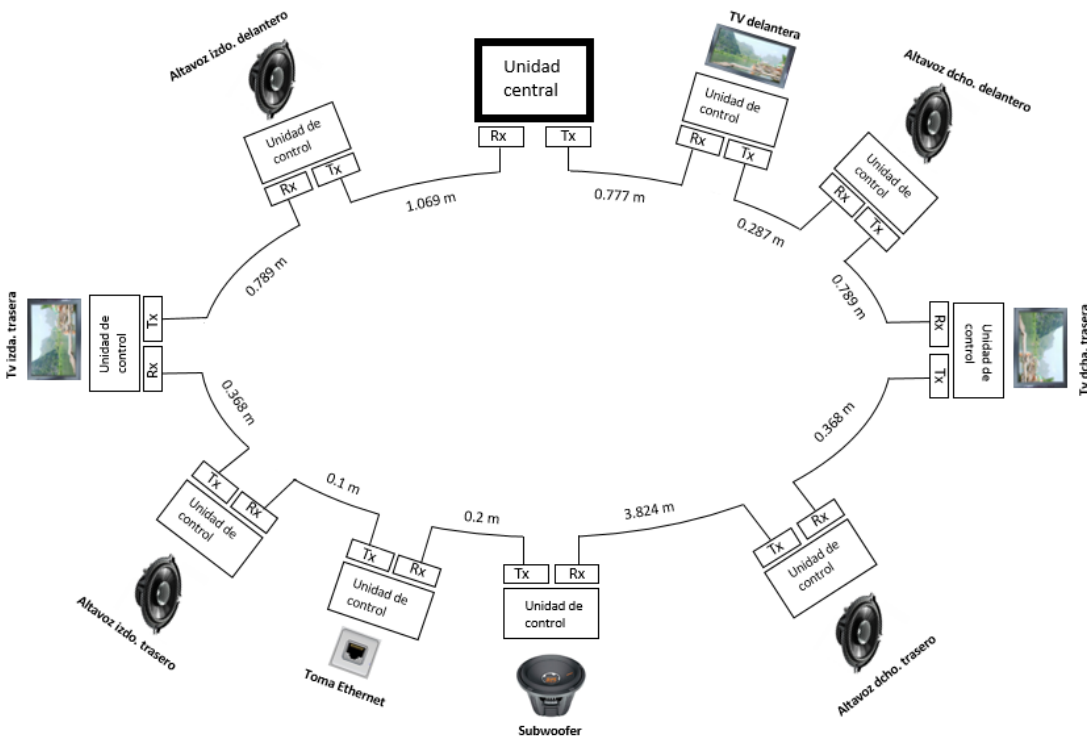 Unidad
central
Rx
Tx
0.777 m
TV delantera
Unidad de
control
Rx
Tx
0.287 m
Altavoz dcho. delantero
Unidad de
control
Rx
Tx
0.789 m
Tv dcha. trasera
Unidad de
control
Rx
Tx
0.368 m
Altavoz dcho. trasero
Unidad de
control
Rx
Tx
3.824 m
Subwoofer
Unidad de
control
Rx
Tx
0.2 m
Toma Ethernet
Unidad de
control
Rx
Tx
0.1 m
Altavoz izdo. trasero
Unidad de
control
Rx
Tx
0.368 m
Tv izda. trasera
Unidad de
control
Rx
Tx
0.789 m
Altavoz izdo. delantero
Unidad de
control
Rx
Tx
1.069 m